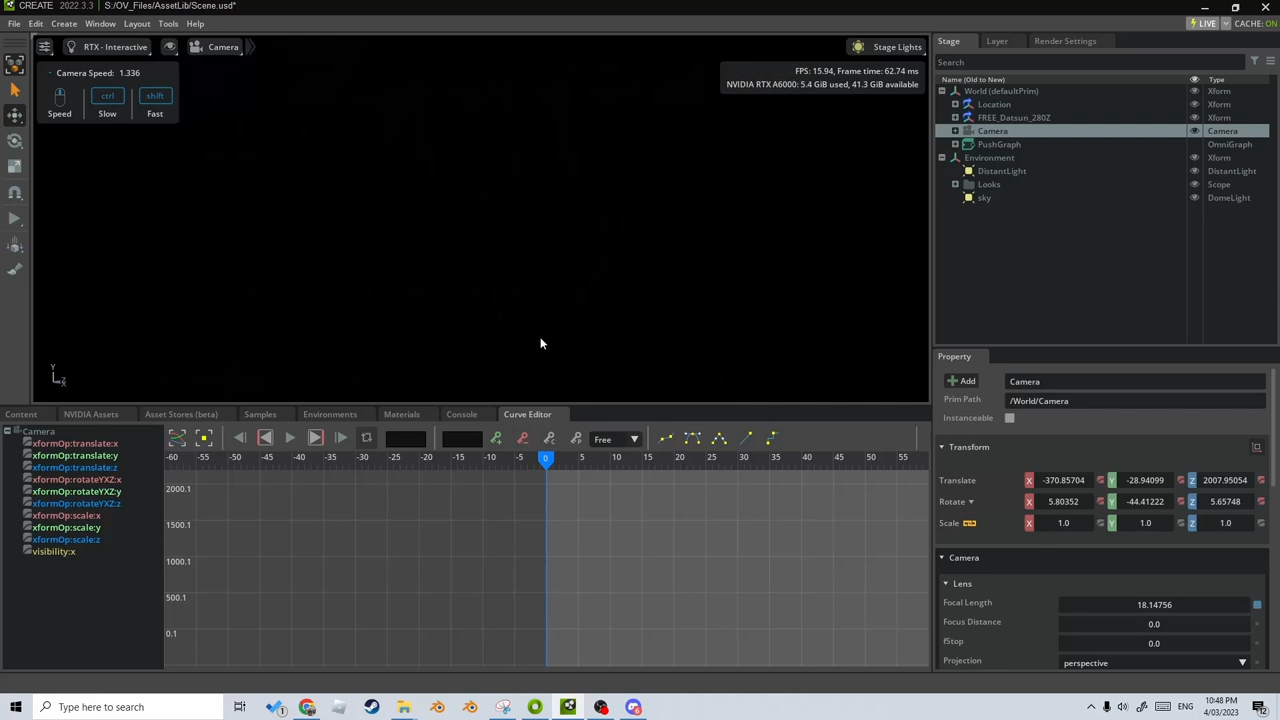 CREATE 2022.3.3 S:/OV_Files/AssetLib/Scene.usd*
File Edit Create Window Layout Tools Help
LIVE CACHE: ON
RTX - Interactive Camera Stage Lights
Camera Speed: 1.336
ctrl shift
Speed Slow Fast
FPS: 15.94, Frame time: 62.74 ms
NVIDIA RTX A6000: 5.4 GiB used, 41.3 GiB available
Y
Z
X
Stage Layer Render Settings
Search
Name (Old to New) Type
World (defaultPrim) Xform
Location Xform
FREE_Datsun_280Z Xform
Camera Camera
PushGraph OmniGraph
Environment Xform
DistantLight DistantLight
Looks Scope
sky DomeLight
Property
Add Camera
Prim Path /World/Camera
Instanceable
Transform
Translate X -370.85704 Y -28.94099 Z 2007.95054
Rotate X 5.80352 Y -44.41222 Z 5.65748
Scale X 1.0 Y 1.0 Z 1.0
Camera
Lens
Focal Length 18.14756
Focus Distance 0.0
fStop 0.0
Projection perspective
Content NVIDIA Assets Asset Stores (beta) Samples Environments Materials Console Curve Editor
Free
Camera
xformOp:translate:x
xformOp:translate:y
xformOp:translate:z
xformOp:rotateYXZ:x
xformOp:rotateYXZ:y
xformOp:rotateYXZ:z
xformOp:scale:x
xformOp:scale:y
xformOp:scale:z
visibility:x
-60 -55 -50 -45 -40 -35 -30 -25 -20 -15 -10 -5 0 5 10 15 20 25 30 35 40 45 50 55
2000.1
1500.1
1000.1
500.1
0.1
Type here to search
ENG
10:48 PM
4/03/2023
12